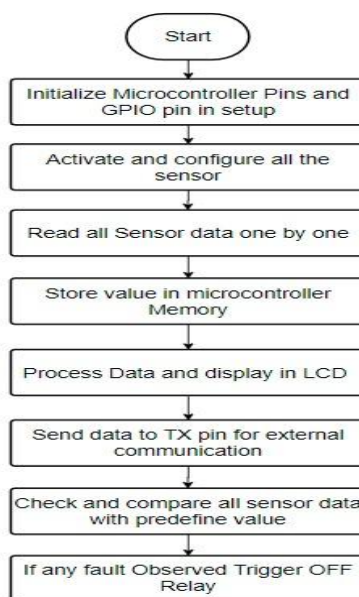 Start
Initialize Microcontroller Pins and
GPIO pin in setup
Activate and configure all the
sensor
Read all Sensor data one by one
Store value in microcontroller
Memory
Process Data and display in LCD
Send data to TX pin for external
communication
Check and compare all sensor data
with predefine value
If any fault Observed Trigger OFF
Relay